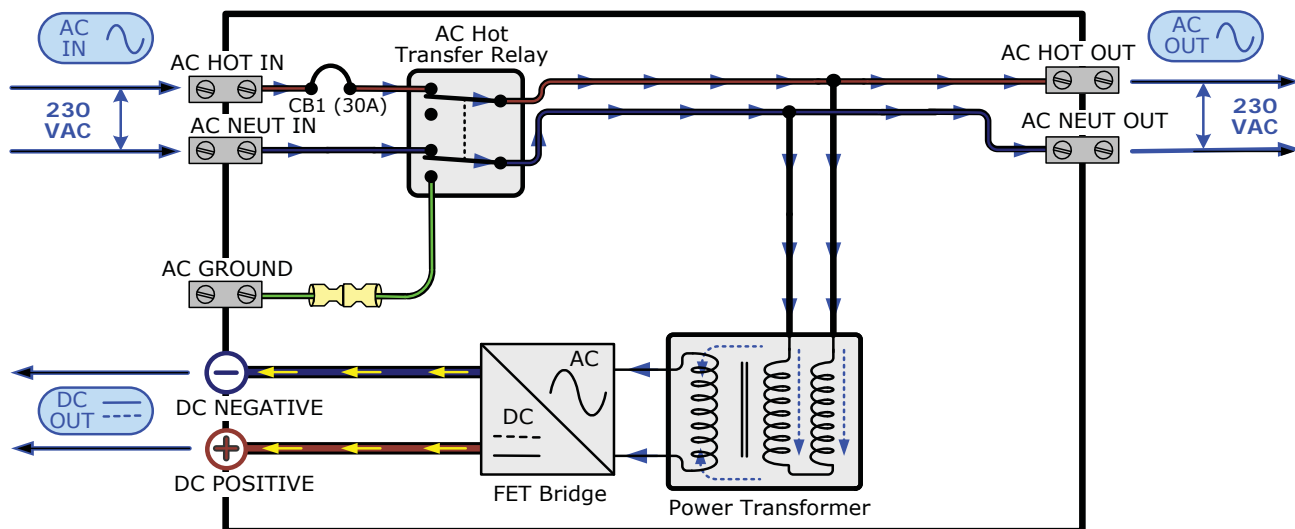 AC
IN
AC HOT IN
230
VAC
CB1 (30A)
AC NEUT IN
AC Hot
Transfer Relay
AC HOT OUT
AC
OUT
AC NEUT OUT
230
VAC
AC GROUND
DC NEGATIVE
DC
OUT
DC POSITIVE
AC
DC
FET Bridge
Power Transformer